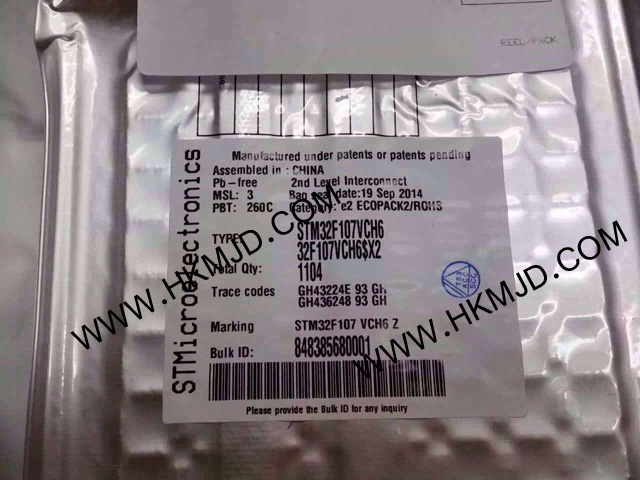 REEL/PACK
STMicroelectronics
Manufactured under patents or patents pending
Assembled in : CHINA
Pb-free 2nd Level Interconnect
MSL: 3 Bag seal date: 19 Sep 2014
PBT: 260C Category: e2 ECOPACK2/ROHS
TYPE: STM32F107VCH6
32F107VCH6$X2
Total Qty: 1104
Trace codes GH43224E 93 GH
GH436248 93 GH
Marking STM32F107 VCH6 Z
Bulk ID: 848385680001
Please provide the Bulk ID for any inquiry
WWW.HKMJD.COM
WWW.HKMJD.COM